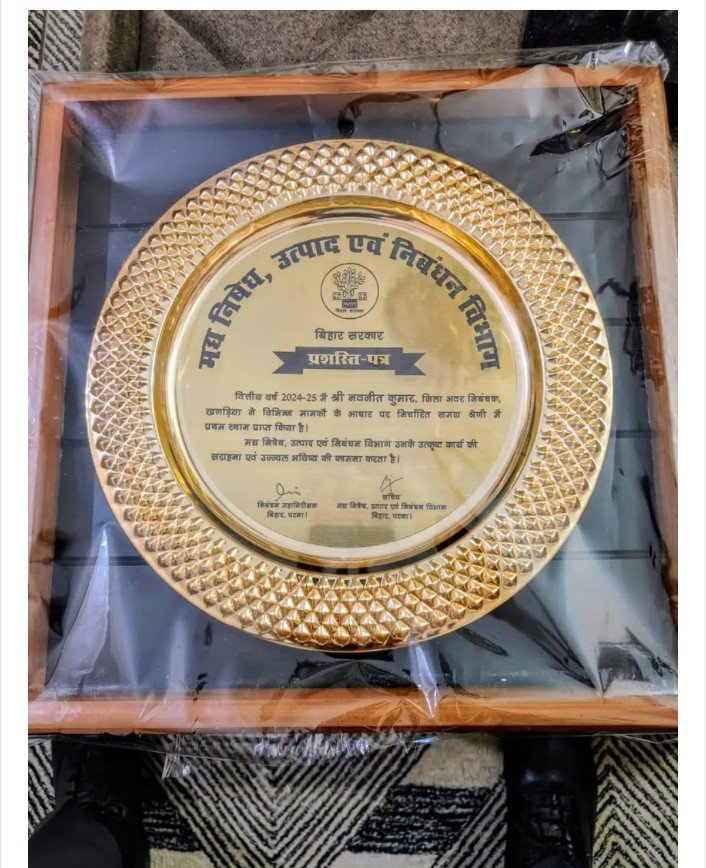 मद्य निषेध, उत्पाद एवं निबंधन विभाग
बिहार सरकार
बिहार सरकार
प्रशस्ति-पत्र
वित्तीय वर्ष 2024-25 में श्री नवनीत कुमार, जिला अवर निबंधक,
खगड़िया ने विभिन्न मानकों के आधार पर निर्धारित समग्र श्रेणी में
प्रथम स्थान प्राप्त किया है।
मद्य निषेध, उत्पाद एवं निबंधन विभाग उनके उत्कृष्ट कार्य की
सराहना एवं उज्ज्वल भविष्य की कामना करता है।
निबंधन महानिरीक्षक
बिहार, पटना।
सचिव
मद्य निषेध, उत्पाद एवं निबंधन विभाग
बिहार, पटना।